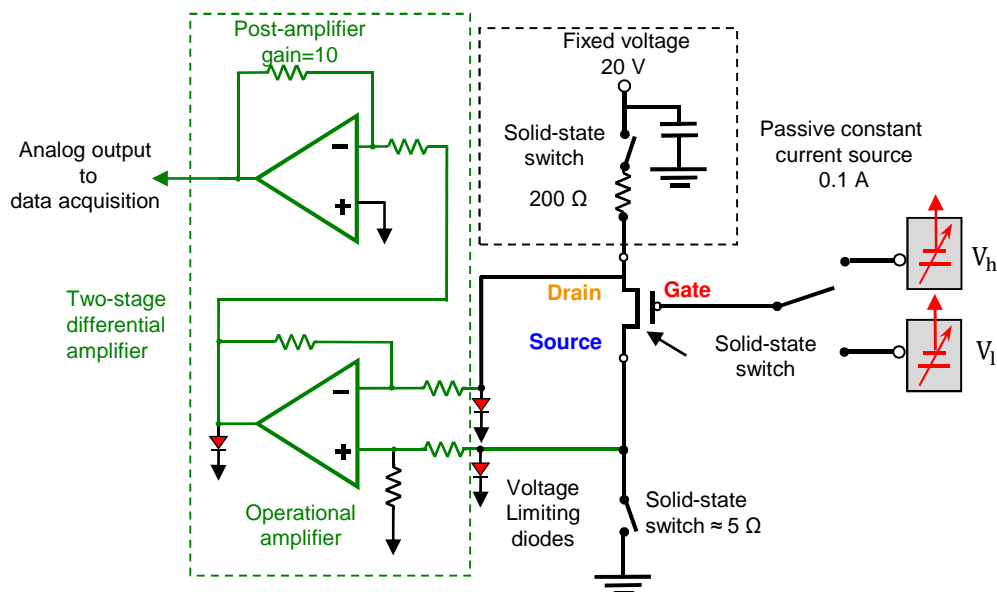 Post-amplifier
gain=10
Fixed voltage
20 V
Solid-state
switch
200 Ω
Passive constant
current source
0.1 A
Analog output
to
data acquisition
−
+
Vh
Drain
Gate
Two-stage
differential
amplifier
Source
Solid-state
switch
Vl
−
+
Operational
amplifier
Voltage
Limiting
diodes
Solid-state
switch ≈ 5 Ω